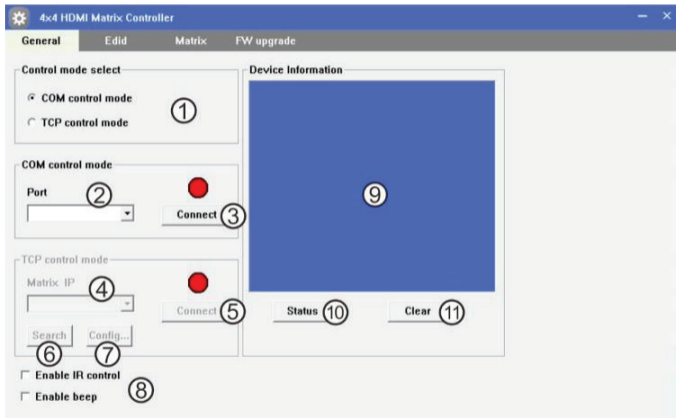 4x4 HDMI Matrix Controller
General Edid Matrix FW upgrade
Control mode select
COM control mode
TCP control mode
①
COM control mode
Port
②
Connect ③
TCP control mode
Matrix IP
④
Connect ⑤
Search Config...
⑥ ⑦
Enable IR control
Enable beep
⑧
Device Information
⑨
Status ⑩ Clear ⑪